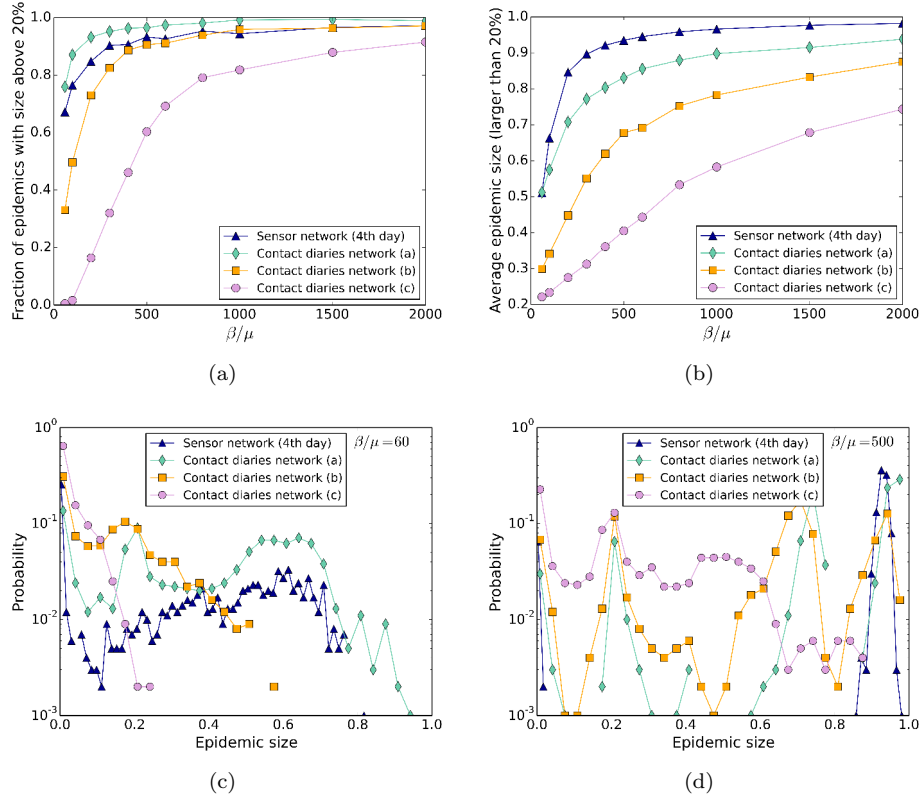 Fraction of epidemics with size above 20%
1.0
0.8
0.6
0.4
0.2
0.0
0
500
1000
1500
2000
β/μ
Sensor network (4th day)
Contact diaries network (a)
Contact diaries network (b)
Contact diaries network (c)
(a)
Average epidemic size (larger than 20%)
1.0
0.9
0.8
0.7
0.6
0.5
0.4
0.3
0.2
0
500
1000
1500
2000
β/μ
Sensor network (4th day)
Contact diaries network (a)
Contact diaries network (b)
Contact diaries network (c)
(b)
Probability
10^0
10^-1
10^-2
10^-3
0.0
0.2
0.4
0.6
0.8
1.0
Epidemic size
Sensor network (4th day)
Contact diaries network (a)
Contact diaries network (b)
Contact diaries network (c)
β/μ=60
(c)
Probability
10^0
10^-1
10^-2
10^-3
0.0
0.2
0.4
0.6
0.8
1.0
Epidemic size
Sensor network (4th day)
Contact diaries network (a)
Contact diaries network (b)
Contact diaries network (c)
β/μ=500
(d)